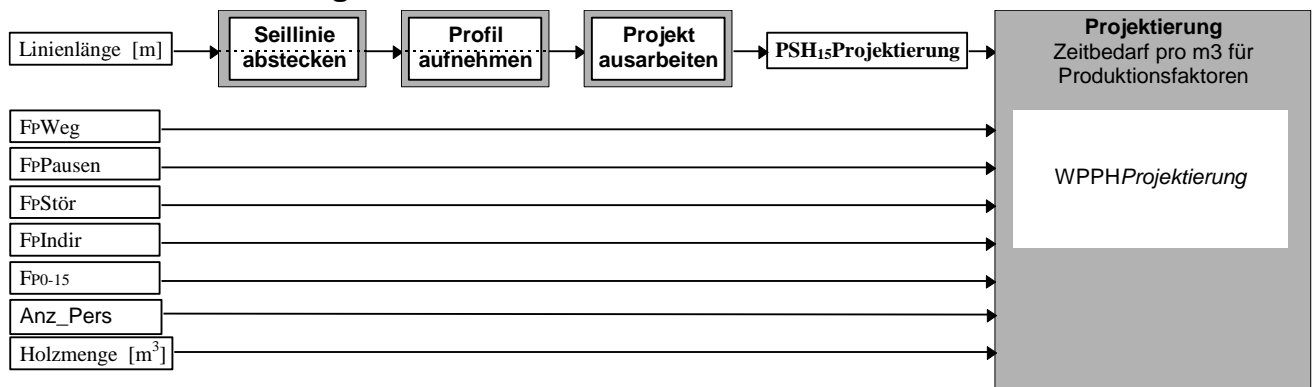 Linienlänge [m]
Seillinie
abstecken
Profil
aufnehmen
Projekt
ausarbeiten
PSH15Projektierung
Projektierung
Zeitbedarf pro m3 für
Produktionsfaktoren
FPWeg
FPPausen
FPStör
FPIndir
FP0-15
Anz_Pers
Holzmenge [m3]
WPPHProjektierung